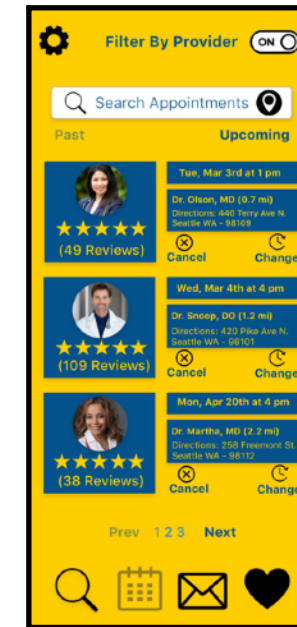 Filter By Provider ON
Search Appointments
Past Upcoming
Tue, Mar 3rd at 1 pm
Dr. Olson, MD (0.7 mi)
Directions: 440 Terry Ave N.
Seattle WA - 98109
(49 Reviews)
Cancel Change
Wed, Mar 4th at 4 pm
Dr. Snoop, DO (1.2 mi)
Directions: 420 Pike Ave N.
Seattle WA - 98101
(109 Reviews)
Cancel Change
Mon, Apr 20th at 4 pm
Dr. Martha, MD (2.2 mi)
Directions: 258 Freemont St.
Seattle WA - 98112
(38 Reviews)
Cancel Change
Prev 1 2 3 Next